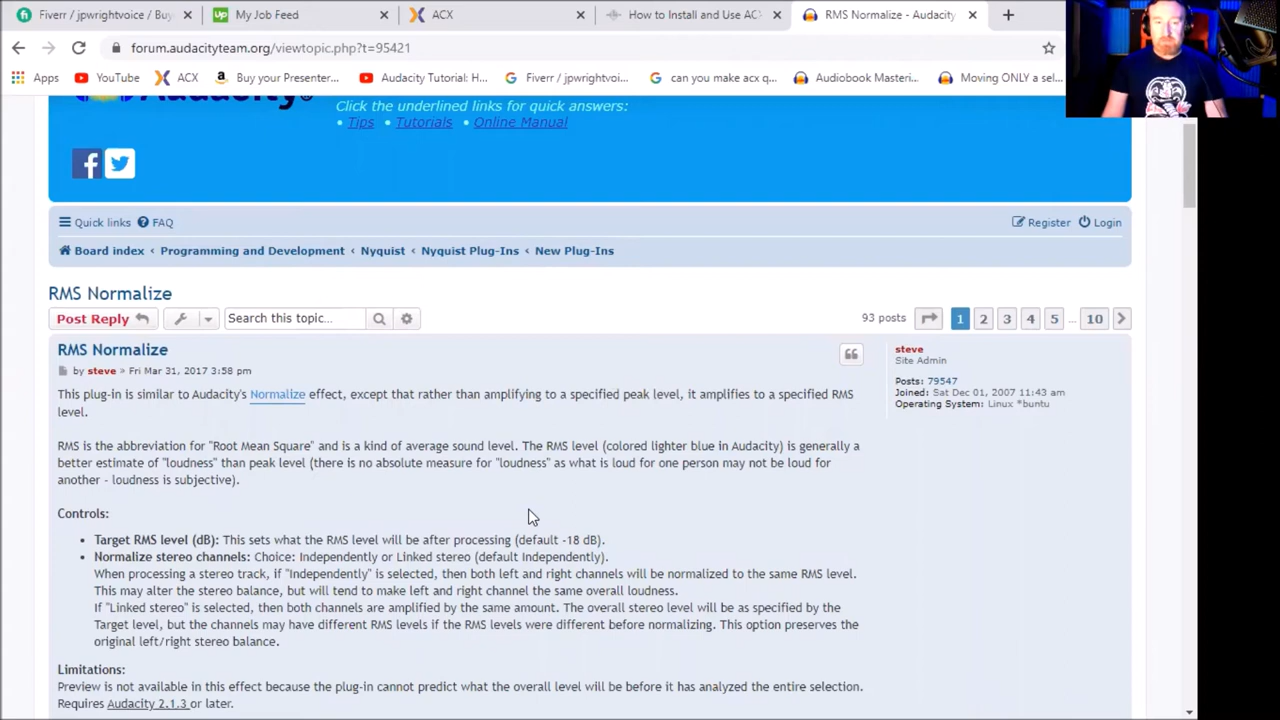 Fiverr / jpwrightvoice / Buy
My Job Feed
ACX
How to Install and Use AC
RMS Normalize - Audacity
forum.audacityteam.org/viewtopic.php?t=95421
Apps
YouTube
ACX
Buy your Presenter...
Audacity Tutorial: H...
Fiverr / jpwrightvoi...
can you make acx q...
Audiobook Masteri...
Moving ONLY a sel...
Click the underlined links for quick answers:
• Tips • Tutorials • Online Manual
Quick links FAQ
Register Login
Board index ‹ Programming and Development ‹ Nyquist ‹ Nyquist Plug-Ins ‹ New Plug-Ins
RMS Normalize
Post Reply
Search this topic…
93 posts
1 2 3 4 5 … 10
RMS Normalize
by steve » Fri Mar 31, 2017 3:58 pm
steve
Site Admin
Posts: 79547
Joined: Sat Dec 01, 2007 11:43 am
Operating System: Linux *buntu
This plug-in is similar to Audacity's Normalize effect, except that rather than amplifying to a specified peak level, it amplifies to a specified RMS
level.
RMS is the abbreviation for "Root Mean Square" and is a kind of average sound level. The RMS level (colored lighter blue in Audacity) is generally a
better estimate of "loudness" than peak level (there is no absolute measure for "loudness" as what is loud for one person may not be loud for
another - loudness is subjective).
Controls:
• Target RMS level (dB): This sets what the RMS level will be after processing (default -18 dB).
• Normalize stereo channels: Choice: Independently or Linked stereo (default Independently).
When processing a stereo track, if "Independently" is selected, then both left and right channels will be normalized to the same RMS level.
This may alter the stereo balance, but will tend to make left and right channel the same overall loudness.
If "Linked stereo" is selected, then both channels are amplified by the same amount. The overall stereo level will be as specified by the
Target level, but the channels may have different RMS levels if the RMS levels were different before normalizing. This option preserves the
original left/right stereo balance.
Limitations:
Preview is not available in this effect because the plug-in cannot predict what the overall level will be before it has analyzed the entire selection.
Requires Audacity 2.1.3 or later.